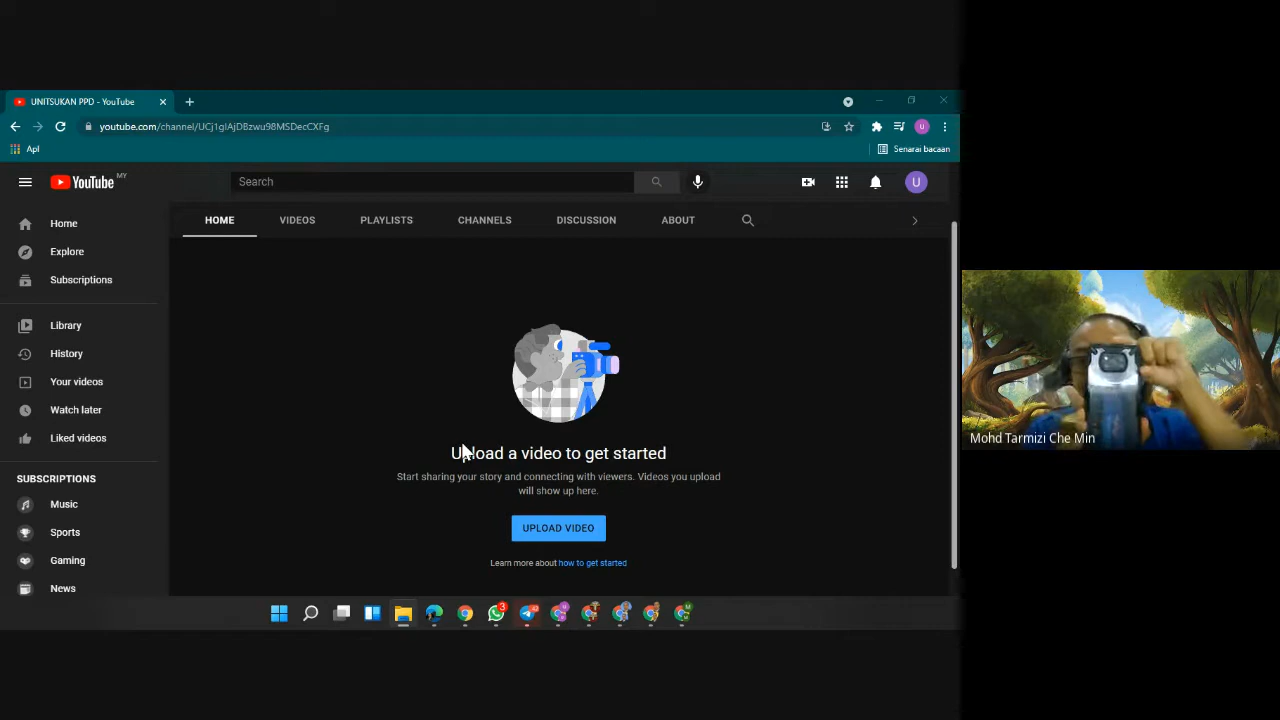 UNITSUKAN PPD - YouTube
youtube.com/channel/UCj1glAjDBzwu98MSDecCXFg
Apl
Senarai bacaan
YouTube MY
Search
U
HOME VIDEOS PLAYLISTS CHANNELS DISCUSSION ABOUT
Home
Explore
Subscriptions
Library
History
Your videos
Watch later
Liked videos
SUBSCRIPTIONS
Music
Sports
Gaming
News
Upload a video to get started
Start sharing your story and connecting with viewers. Videos you upload
will show up here.
UPLOAD VIDEO
Learn more about how to get started
3
Mohd Tarmizi Che Min